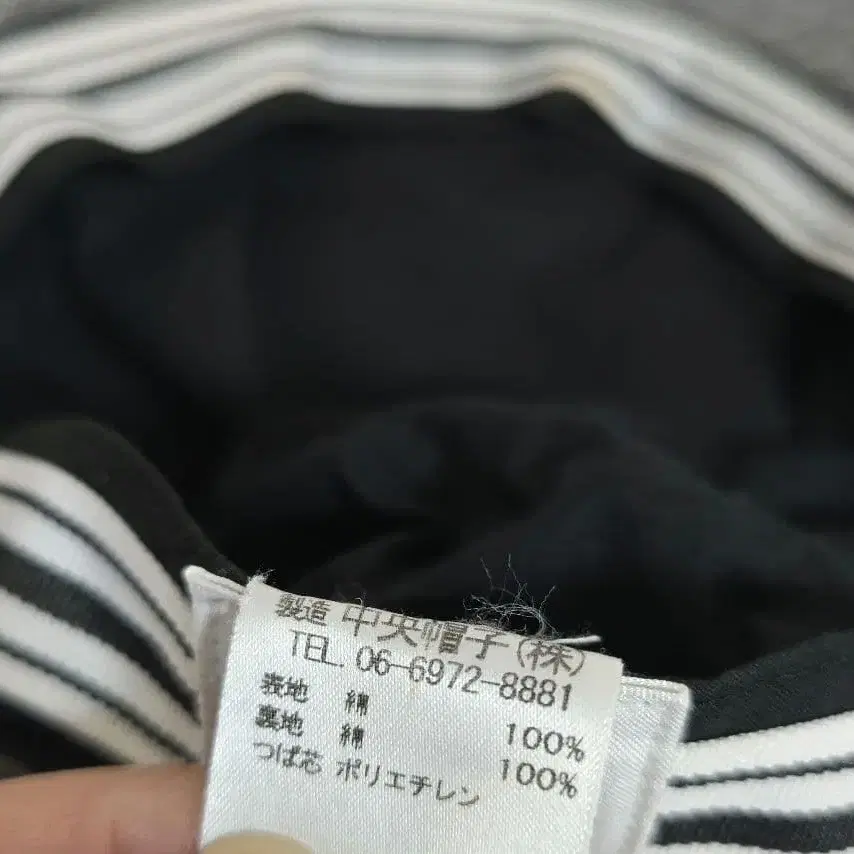 製造 中央帽子(株)
TEL. 06-6972-8881
表地 綿 100%
裏地 綿 100%
つば芯 ポリエチレン